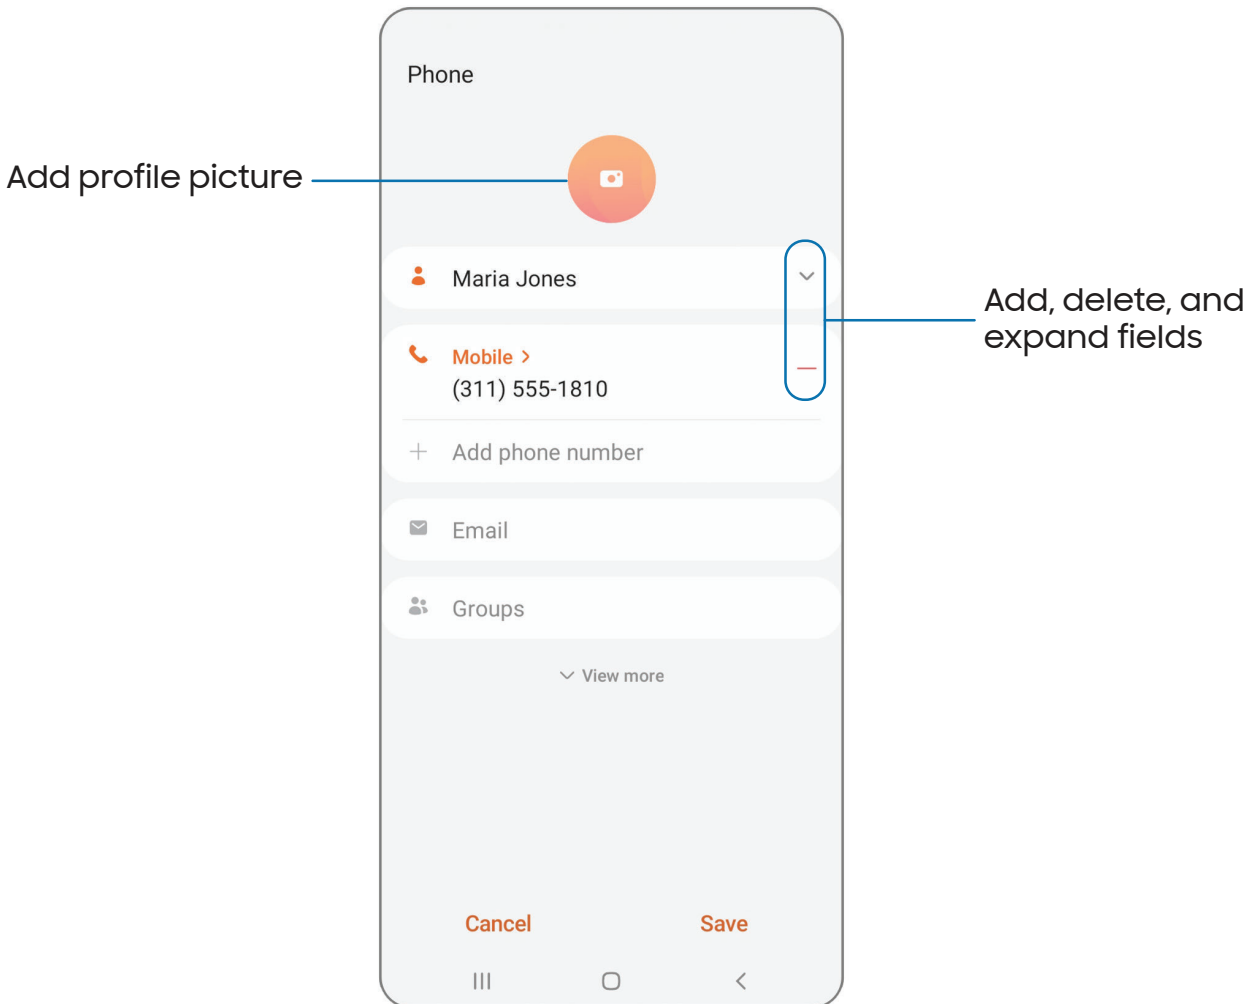 Phone
Add profile picture
Maria Jones
Add, delete, and
expand fields
Mobile >
(311) 555-1810
Add phone number
Email
Groups
View more
Cancel
Save